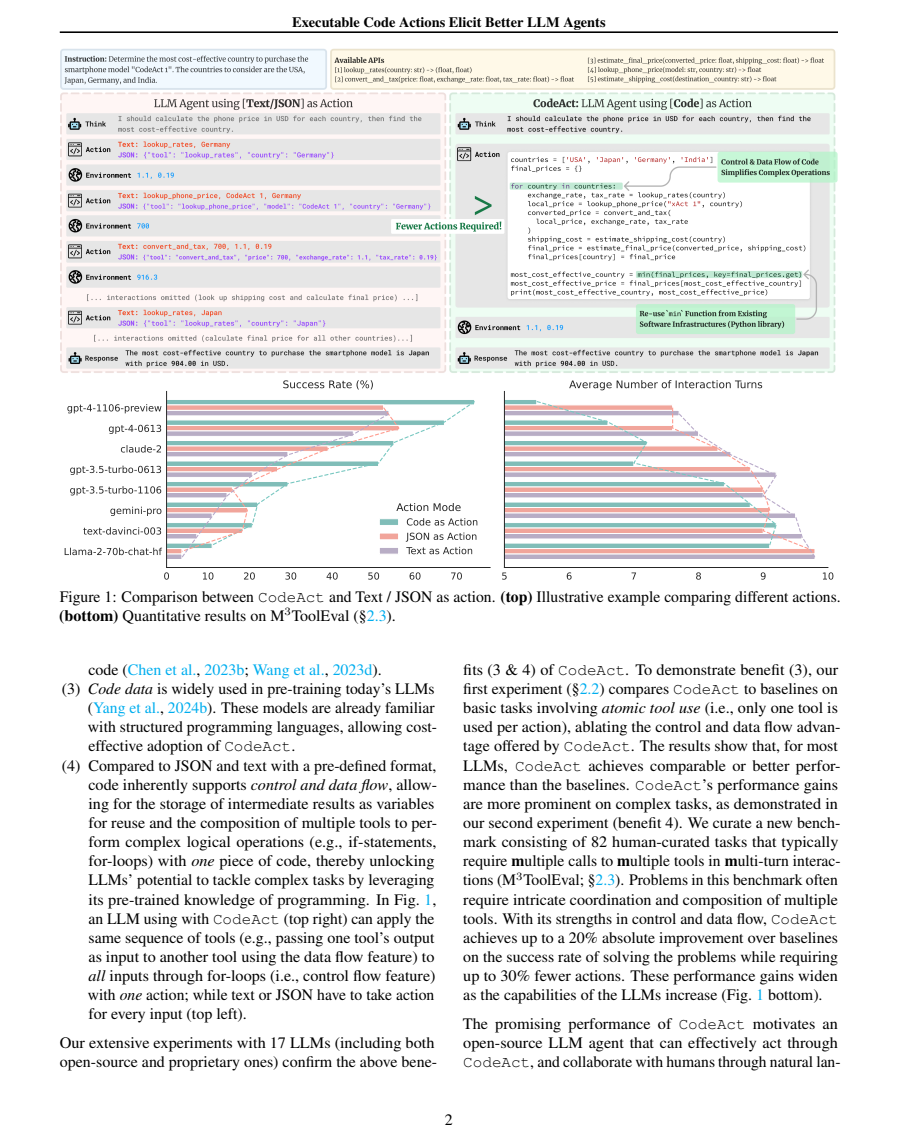 Executable Code Actions Elicit Better LLM Agents
Instruction: Determine the most cost-effective country to purchase the
smartphone model "CodeAct 1". The countries to consider are the USA,
Japan, Germany, and India.
Available APIs
[1] lookup_rates(country: str) -> (float, float)
[2] convert_and_tax(price: float, exchange_rate: float, tax_rate: float) -> float
[3] estimate_final_price(converted_price: float, shipping_cost: float) -> float
[4] lookup_phone_price(model: str, country: str) -> float
[5] estimate_shipping_cost(destination_country: str) -> float
LLM Agent using [Text/JSON] as Action
Think
I should calculate the phone price in USD for each country, then find the
most cost-effective country.
Action
Text: lookup_rates, Germany
JSON: {"tool": "lookup_rates", "country": "Germany"}
Environment 1.1, 0.19
Action
Text: lookup_phone_price, CodeAct 1, Germany
JSON: {"tool": "lookup_phone_price", "model": "CodeAct 1", "country": "Germany"}
Environment 700
Action
Text: convert_and_tax, 700, 1.1, 0.19
JSON: {"tool": "convert_and_tax", "price": 700, "exchange_rate": 1.1, "tax_rate": 0.19}
Environment 916.3
[... interactions omitted (look up shipping cost and calculate final price) ...]
Action
Text: lookup_rates, Japan
JSON: {"tool": "lookup_rates", "country": "Japan"}
[... interactions omitted (calculate final price for all other countries)...]
Response
The most cost-effective country to purchase the smartphone model is Japan
with price 904.00 in USD.
>
Fewer Actions Required!
CodeAct: LLM Agent using [Code] as Action
Think
I should calculate the phone price in USD for each country, then find the
most cost-effective country.
Action
countries = ['USA', 'Japan', 'Germany', 'India']
final_prices = {}
for country in countries:
exchange_rate, tax_rate = lookup_rates(country)
local_price = lookup_phone_price("xAct 1", country)
converted_price = convert_and_tax(
local_price, exchange_rate, tax_rate
)
shipping_cost = estimate_shipping_cost(country)
final_price = estimate_final_price(converted_price, shipping_cost)
final_prices[country] = final_price
most_cost_effective_country = min(final_prices, key=final_prices.get)
most_cost_effective_price = final_prices[most_cost_effective_country]
print(most_cost_effective_country, most_cost_effective_price)
Control & Data Flow of Code
Simplifies Complex Operations
Re-use `min` Function from Existing
Software Infrastructures (Python library)
Environment 1.1, 0.19
Response
The most cost-effective country to purchase the smartphone model is Japan
with price 904.00 in USD.
Success Rate (%)
gpt-4-1106-preview
gpt-4-0613
claude-2
gpt-3.5-turbo-0613
gpt-3.5-turbo-1106
gemini-pro
text-davinci-003
Llama-2-70b-chat-hf
0 10 20 30 40 50 60 70
Action Mode
Code as Action
JSON as Action
Text as Action
Average Number of Interaction Turns
5 6 7 8 9 10
Figure 1: Comparison between CodeAct and Text / JSON as action. (top) Illustrative example comparing different actions.
(bottom) Quantitative results on M³ToolEval (§2.3).
code (Chen et al., 2023b; Wang et al., 2023d).
(3) Code data is widely used in pre-training today's LLMs
(Yang et al., 2024b). These models are already familiar
with structured programming languages, allowing cost-
effective adoption of CodeAct.
(4) Compared to JSON and text with a pre-defined format,
code inherently supports control and data flow, allow-
ing for the storage of intermediate results as variables
for reuse and the composition of multiple tools to per-
form complex logical operations (e.g., if-statements,
for-loops) with one piece of code, thereby unlocking
LLMs' potential to tackle complex tasks by leveraging
its pre-trained knowledge of programming. In Fig. 1,
an LLM using with CodeAct (top right) can apply the
same sequence of tools (e.g., passing one tool's output
as input to another tool using the data flow feature) to
all inputs through for-loops (i.e., control flow feature)
with one action; while text or JSON have to take action
for every input (top left).
Our extensive experiments with 17 LLMs (including both
open-source and proprietary ones) confirm the above bene-
fits (3 & 4) of CodeAct. To demonstrate benefit (3), our
first experiment (§2.2) compares CodeAct to baselines on
basic tasks involving atomic tool use (i.e., only one tool is
used per action), ablating the control and data flow advan-
tage offered by CodeAct. The results show that, for most
LLMs, CodeAct achieves comparable or better perfor-
mance than the baselines. CodeAct's performance gains
are more prominent on complex tasks, as demonstrated in
our second experiment (benefit 4). We curate a new bench-
mark consisting of 82 human-curated tasks that typically
require multiple calls to multiple tools in multi-turn interac-
tions (M³ToolEval; §2.3). Problems in this benchmark often
require intricate coordination and composition of multiple
tools. With its strengths in control and data flow, CodeAct
achieves up to a 20% absolute improvement over baselines
on the success rate of solving the problems while requiring
up to 30% fewer actions. These performance gains widen
as the capabilities of the LLMs increase (Fig. 1 bottom).
The promising performance of CodeAct motivates an
open-source LLM agent that can effectively act through
CodeAct, and collaborate with humans through natural lan-
2